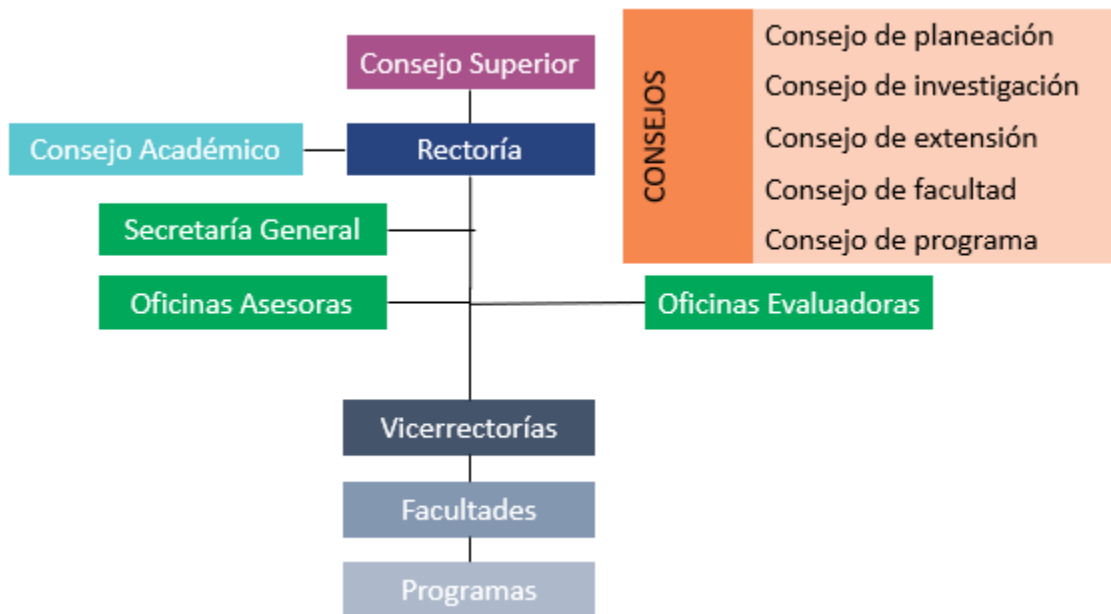 Consejo Superior
Consejo Académico
Rectoría
Secretaría General
Oficinas Asesoras
Oficinas Evaluadoras
Vicerrectorías
Facultades
Programas
CONSEJOS
Consejo de planeación
Consejo de investigación
Consejo de extensión
Consejo de facultad
Consejo de programa